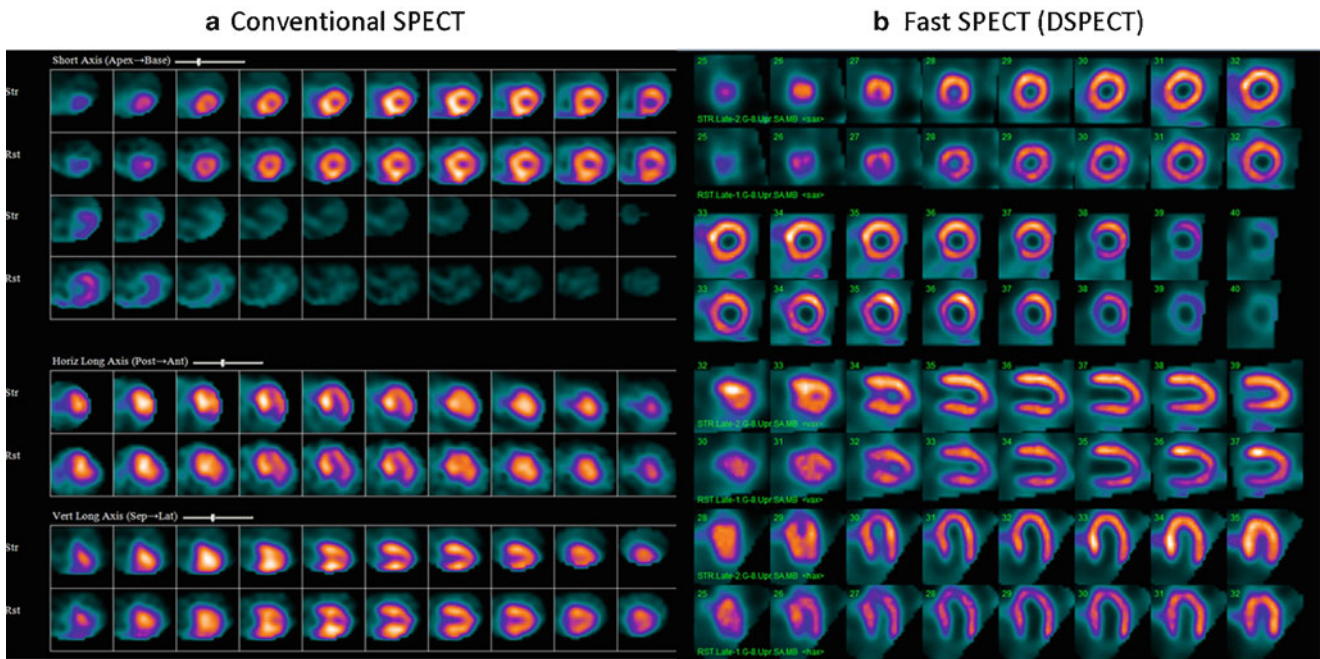 a Conventional SPECT
Short Axis (Apex→Base)
Str
Rst
Str
Rst
Horiz Long Axis (Post→Ant)
Str
Rst
Vert Long Axis (Sep→Lat)
Str
Rst
b Fast SPECT (DSPECT)
25 26 27 28 29 30 31 32
STR.Late-2.G-8.Upr.SA.MB <sax>
25 26 27 28 29 30 31 32
RST.Late-1.G-8.Upr.SA.MB <sax>
33 34 35 36 37 38 39 40
33 34 35 36 37 38 39 40
32 33 34 35 36 37 38 39
STR.Late-2.G-8.Upr.SA.MB <vax>
30 31 32 33 34 35 36 37
RST.Late-1.G-8.Upr.SA.MB <vax>
28 29 30 31 32 33 34 35
STR.Late-2.G-8.Upr.SA.MB <hax>
25 26 27 28 29 30 31 32
RST.Late-1.G-8.Upr.SA.MB <hax>